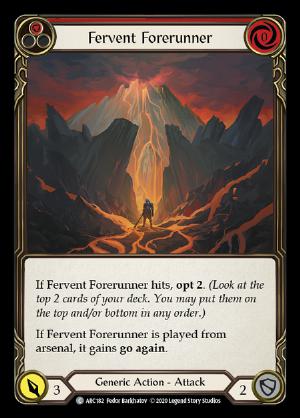 Fervent Forerunner
0
If Fervent Forerunner hits, opt 2. (Look at the
top 2 cards of your deck. You may put them on
the top and/or bottom in any order.)
If Fervent Forerunner is played from
arsenal, it gains go again.
3
Generic Action - Attack
2
C ARC182 Fedor Barkhatov © 2020 Legend Story Studios